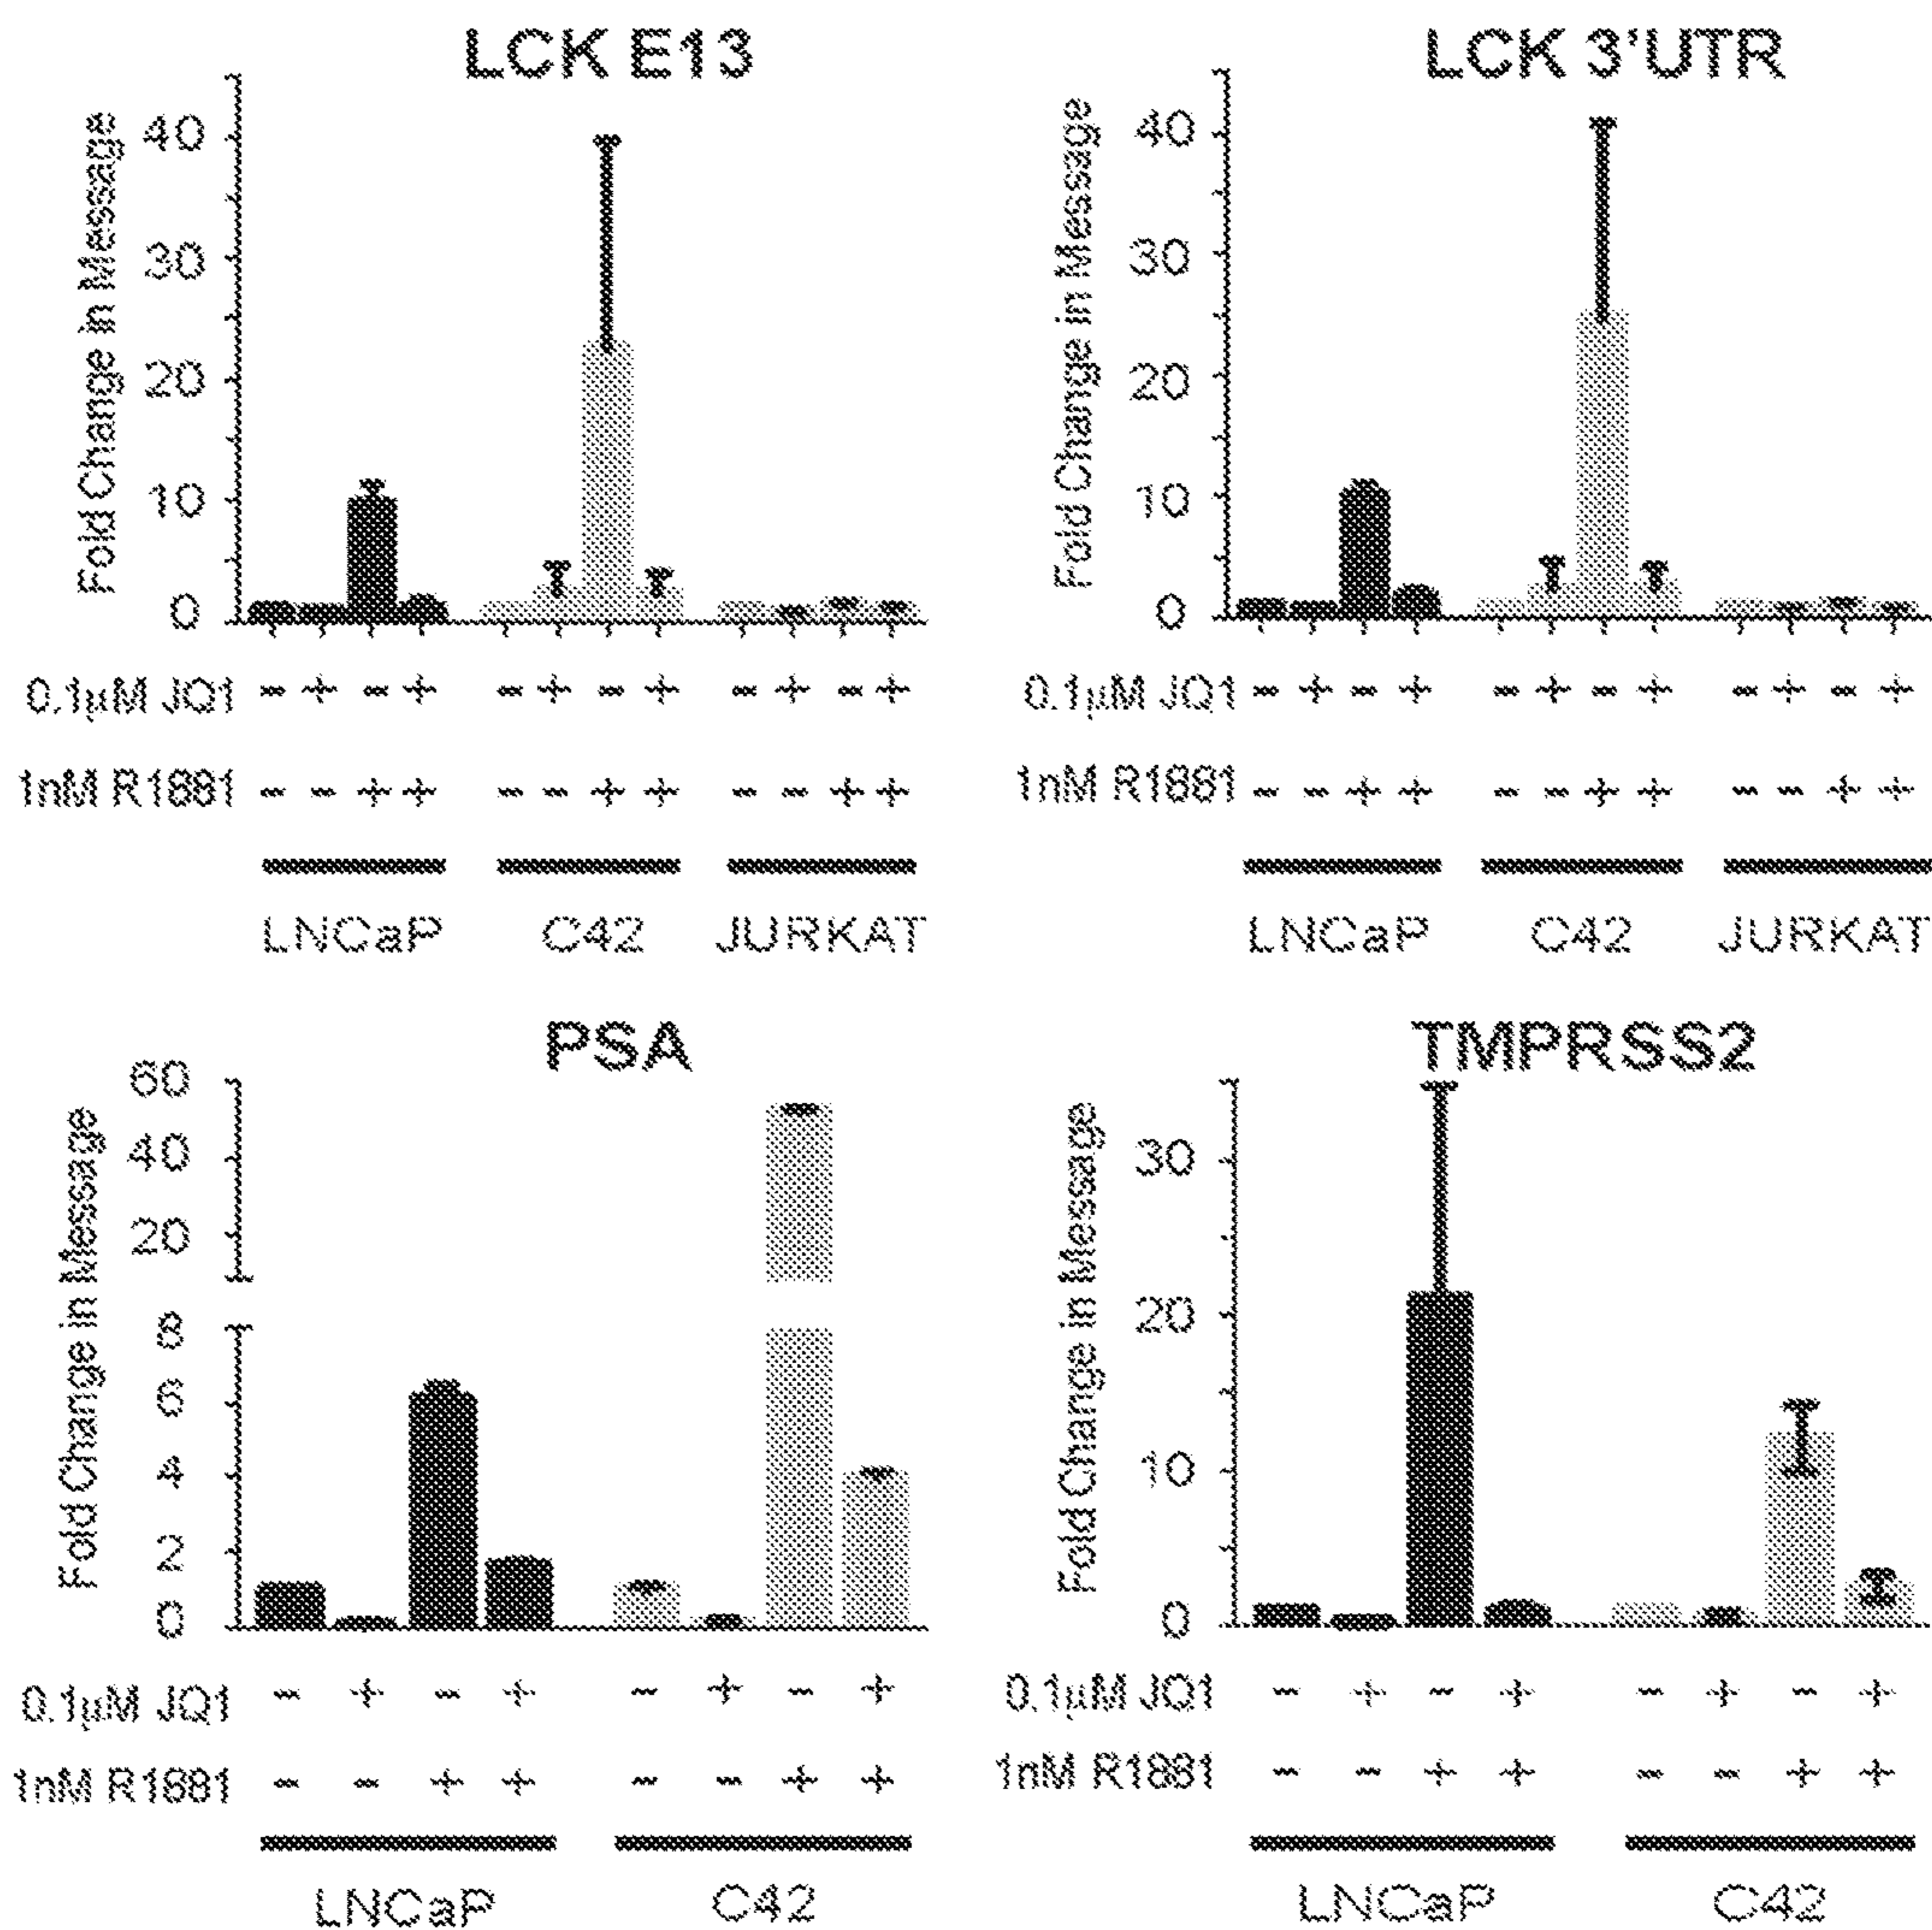 LCK E13
Fold Change in Message
40
30
20
10
0
0.1µM JQ1 - + - + - + - + - + - +
1nM R1881 - - + + - - + + - - + +
LNCaP C42 JURKAT
LCK 3'UTR
Fold Change in Message
40
30
20
10
0
0.1µM JQ1 - + - + - + - + - + - +
1nM R1881 - - + + - - + + - - + +
LNCaP C42 JURKAT
PSA
Fold Change in Message
60
40
20
8
6
4
2
0
0.1µM JQ1 - + - + - + - +
1nM R1881 - - + + - - + +
LNCaP C42
TMPRSS2
Fold Change in Message
30
20
10
0
0.1µM JQ1 - + - + - + - +
1nM R1881 - - + + - - + +
LNCaP C42